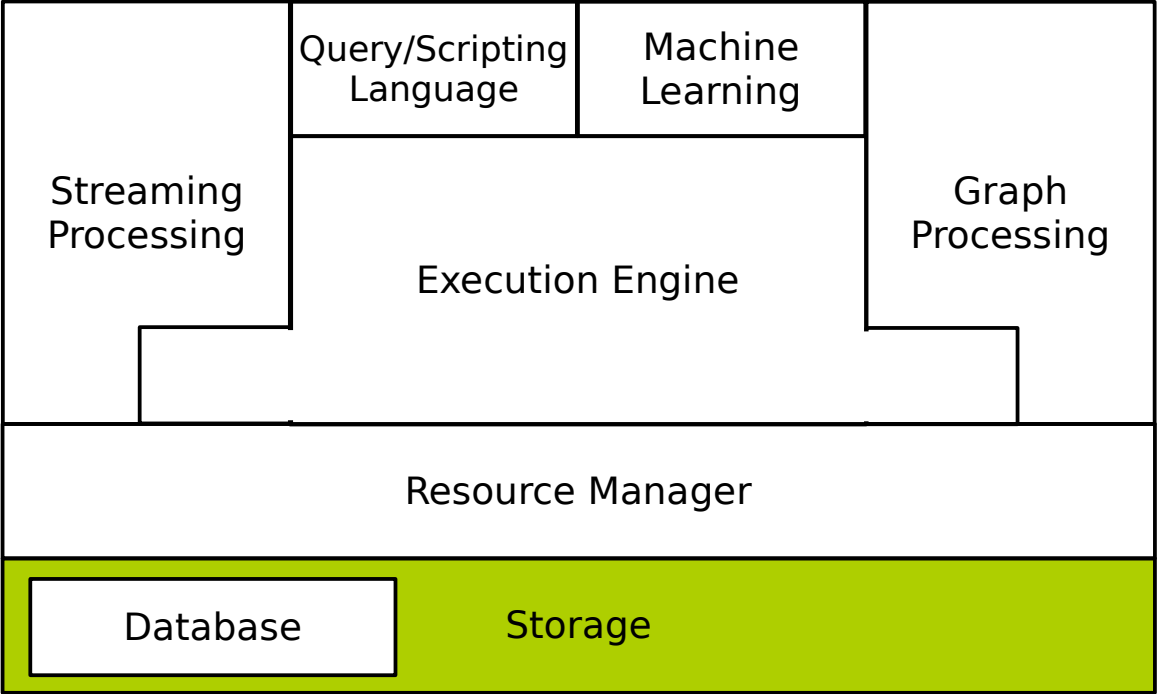 Query/Scripting
Language
Machine
Learning
Streaming
Processing
Graph
Processing
Execution Engine
Resource Manager
Database
Storage